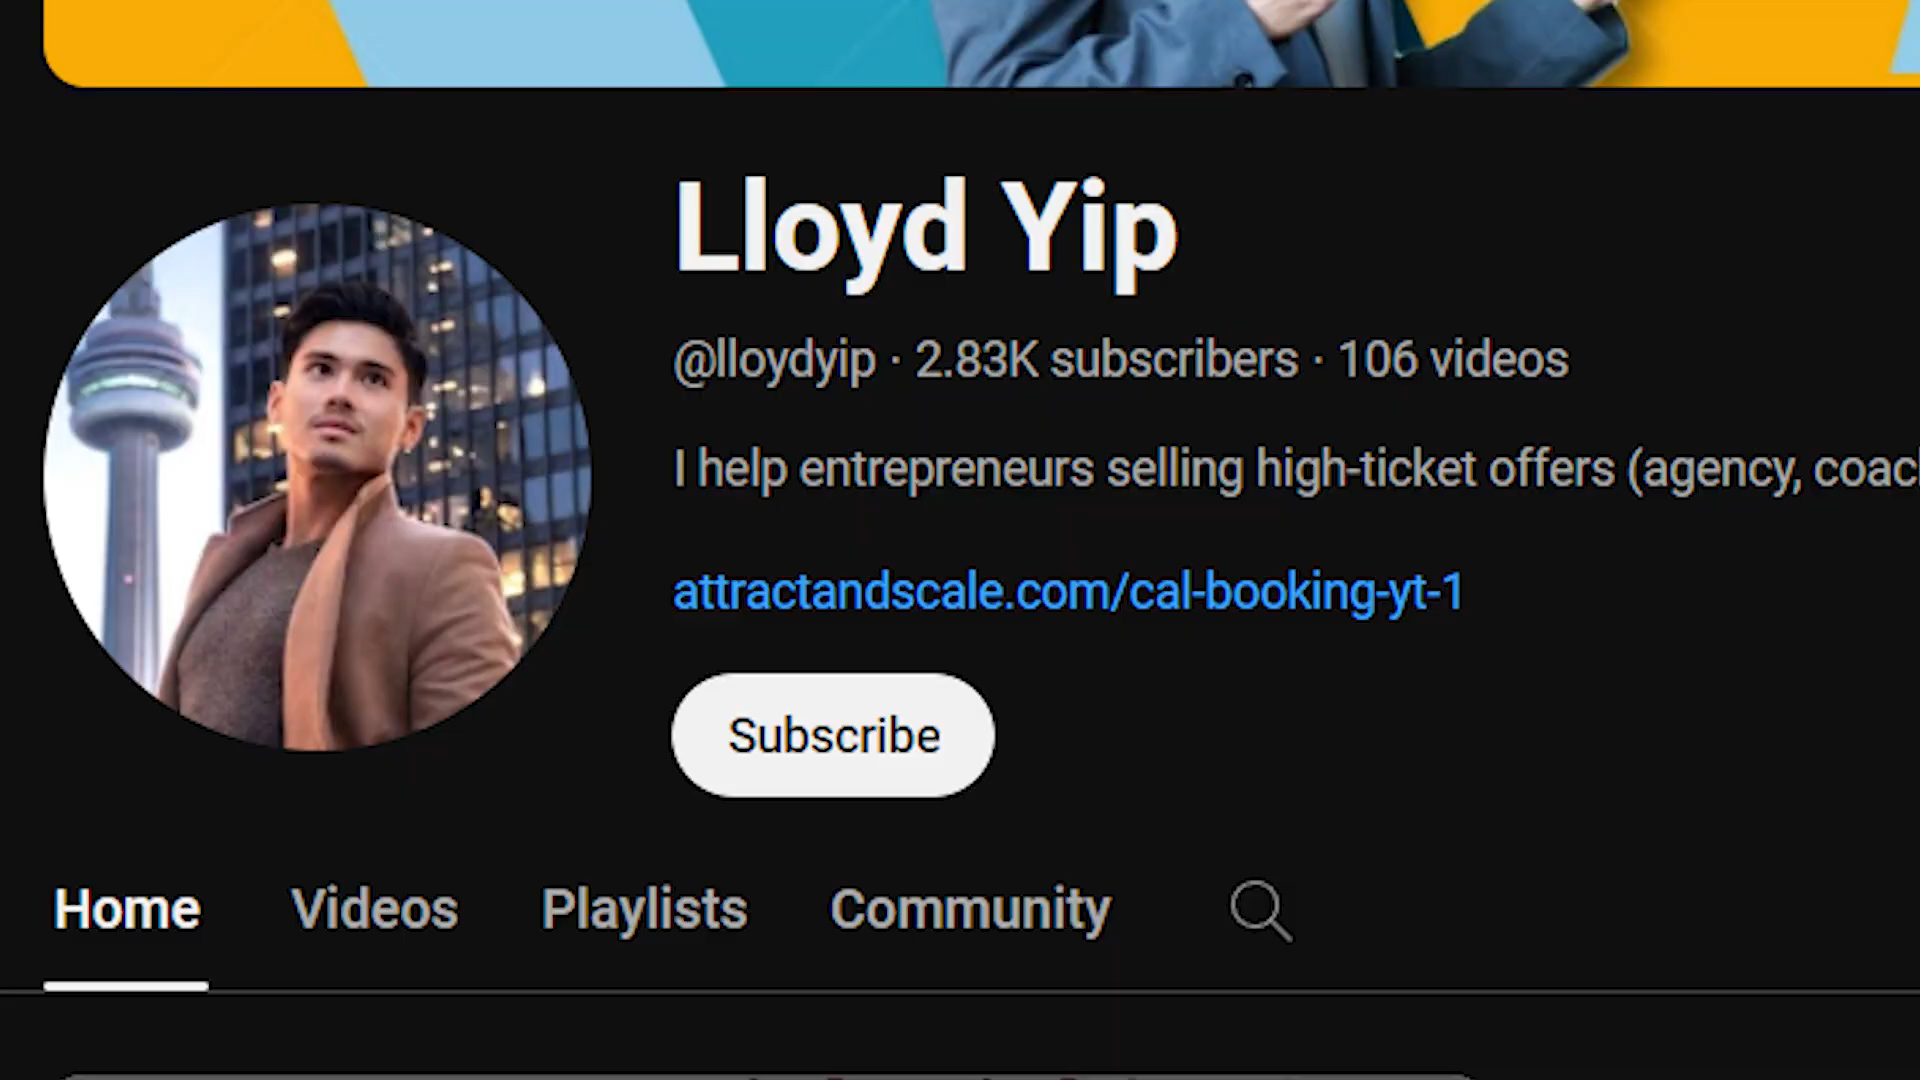 Lloyd Yip
@lloydyip · 2.83K subscribers · 106 videos
I help entrepreneurs selling high-ticket offers (agency, coac
attractandscale.com/cal-booking-yt-1
Subscribe
Home Videos Playlists Community